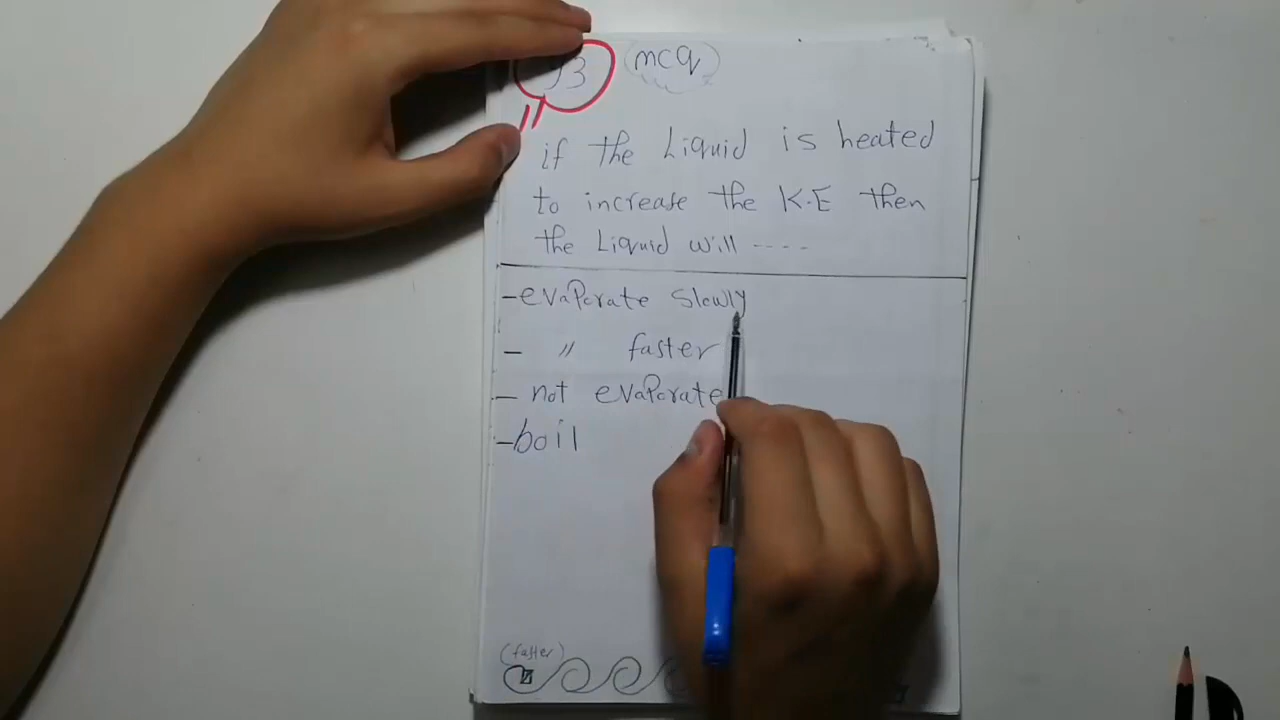 3 (mcq)
if the Liquid is heated
to increase the K.E then
the Liquid will ----
-evaporate slowly
- " faster
- not evaporate
-boil
(faster)